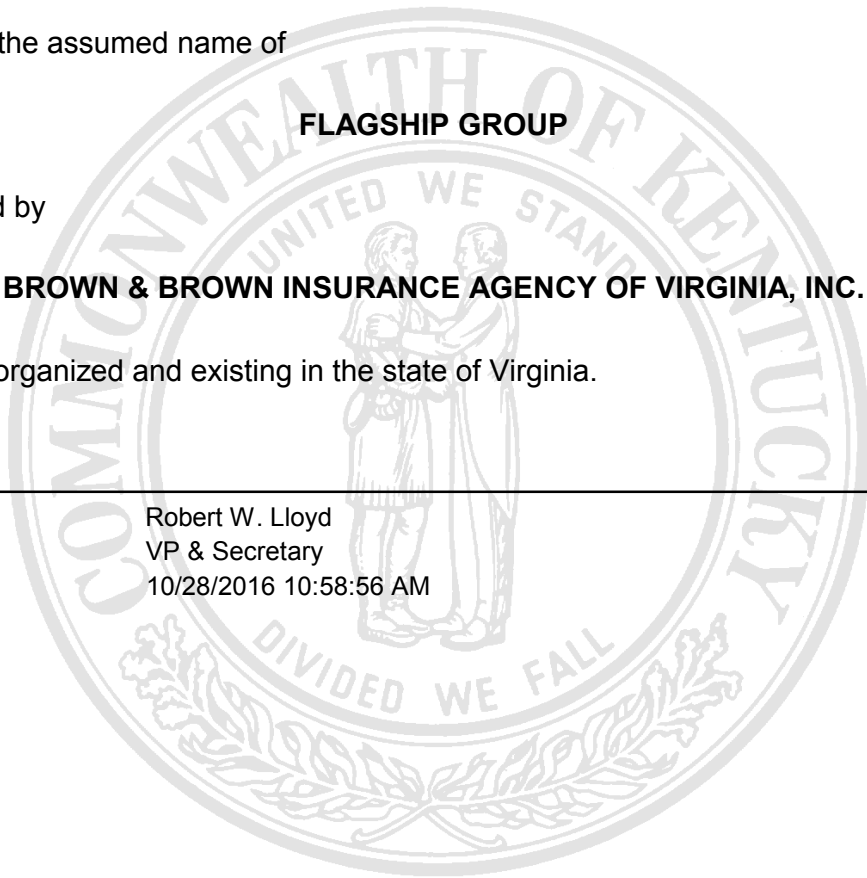 the assumed name of
FLAGSHIP GROUP
d by
BROWN & BROWN INSURANCE AGENCY OF VIRGINIA, INC.
organized and existing in the state of Virginia.
Robert W. Lloyd
VP & Secretary
10/28/2016 10:58:56 AM
COMMONWEALTH OF KENTUCKY
UNITED WE STAND
DIVIDED WE FALL